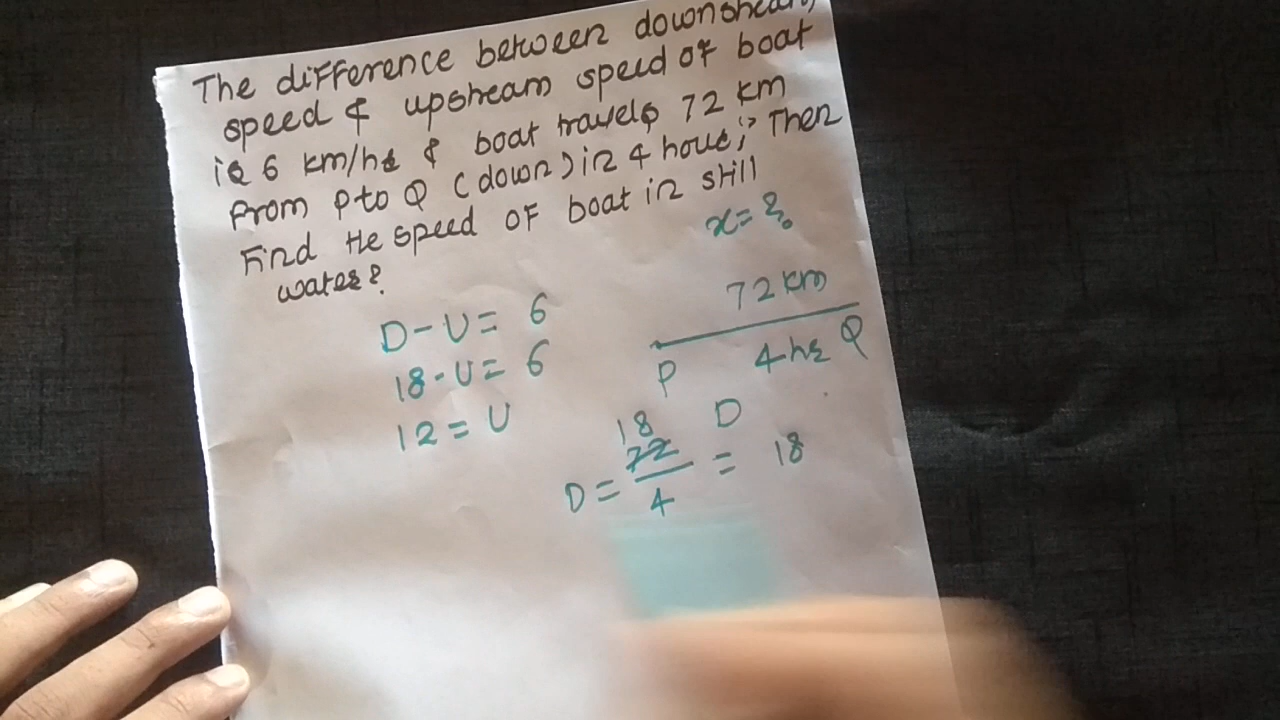 The difference between downstream
speed & upstream speed of boat
is 6 km/hr & boat travels 72 km
from P to Q (down) in 4 hour; Then
Find the speed of boat in still
water?
x = ?
72 km
P 4 hr Q
D
D - U = 6
18 - U = 6
12 = U
18
D = 72/4 = 18